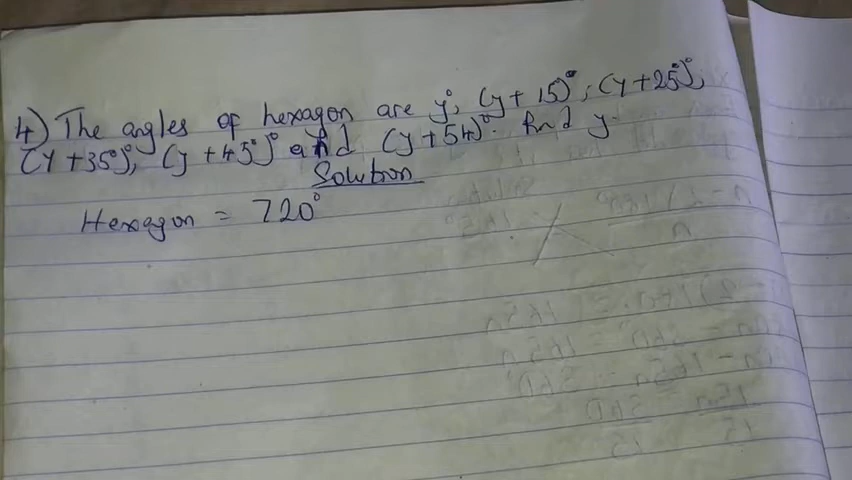 4) The angles of hexagon are y°, (y + 15)°, (y + 25°)°,
(y + 35°)°, (y + 45°)° and (y + 54)°. find y.
Solution
Hexagon = 720°